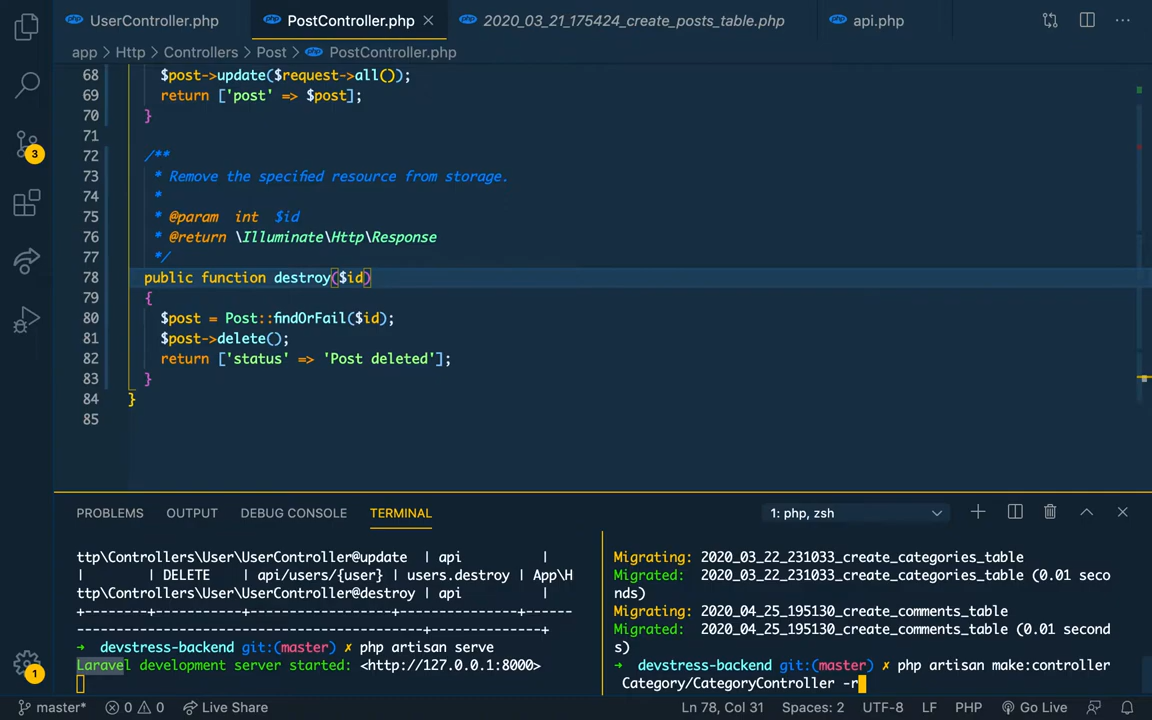 UserController.php
PostController.php
2020_03_21_175424_create_posts_table.php
api.php
app > Http > Controllers > Post > PostController.php
68 $post->update($request->all());
69 return ['post' => $post];
70 }
71
72 /**
73 * Remove the specified resource from storage.
74 *
75 * @param int $id
76 * @return \Illuminate\Http\Response
77 */
78 public function destroy($id)
79 {
80 $post = Post::findOrFail($id);
81 $post->delete();
82 return ['status' => 'Post deleted'];
83 }
84 }
85
3
1
PROBLEMS OUTPUT DEBUG CONSOLE TERMINAL
1: php, zsh
ttp\Controllers\User\UserController@update | api |
| | DELETE | api/users/{user} | users.destroy | App\H
ttp\Controllers\User\UserController@destroy | api |
+--------+-----------+------------------+---------------+------
-------------------------------------------+------------+
→ devstress-backend git:(master) ✗ php artisan serve
Laravel development server started: <http://127.0.0.1:8000>
Migrating: 2020_03_22_231033_create_categories_table
Migrated: 2020_03_22_231033_create_categories_table (0.01 seco
nds)
Migrating: 2020_04_25_195130_create_comments_table
Migrated: 2020_04_25_195130_create_comments_table (0.01 second
s)
→ devstress-backend git:(master) ✗ php artisan make:controller
Category/CategoryController -r
master* 0 0 Live Share Ln 78, Col 31 Spaces: 2 UTF-8 LF PHP Go Live